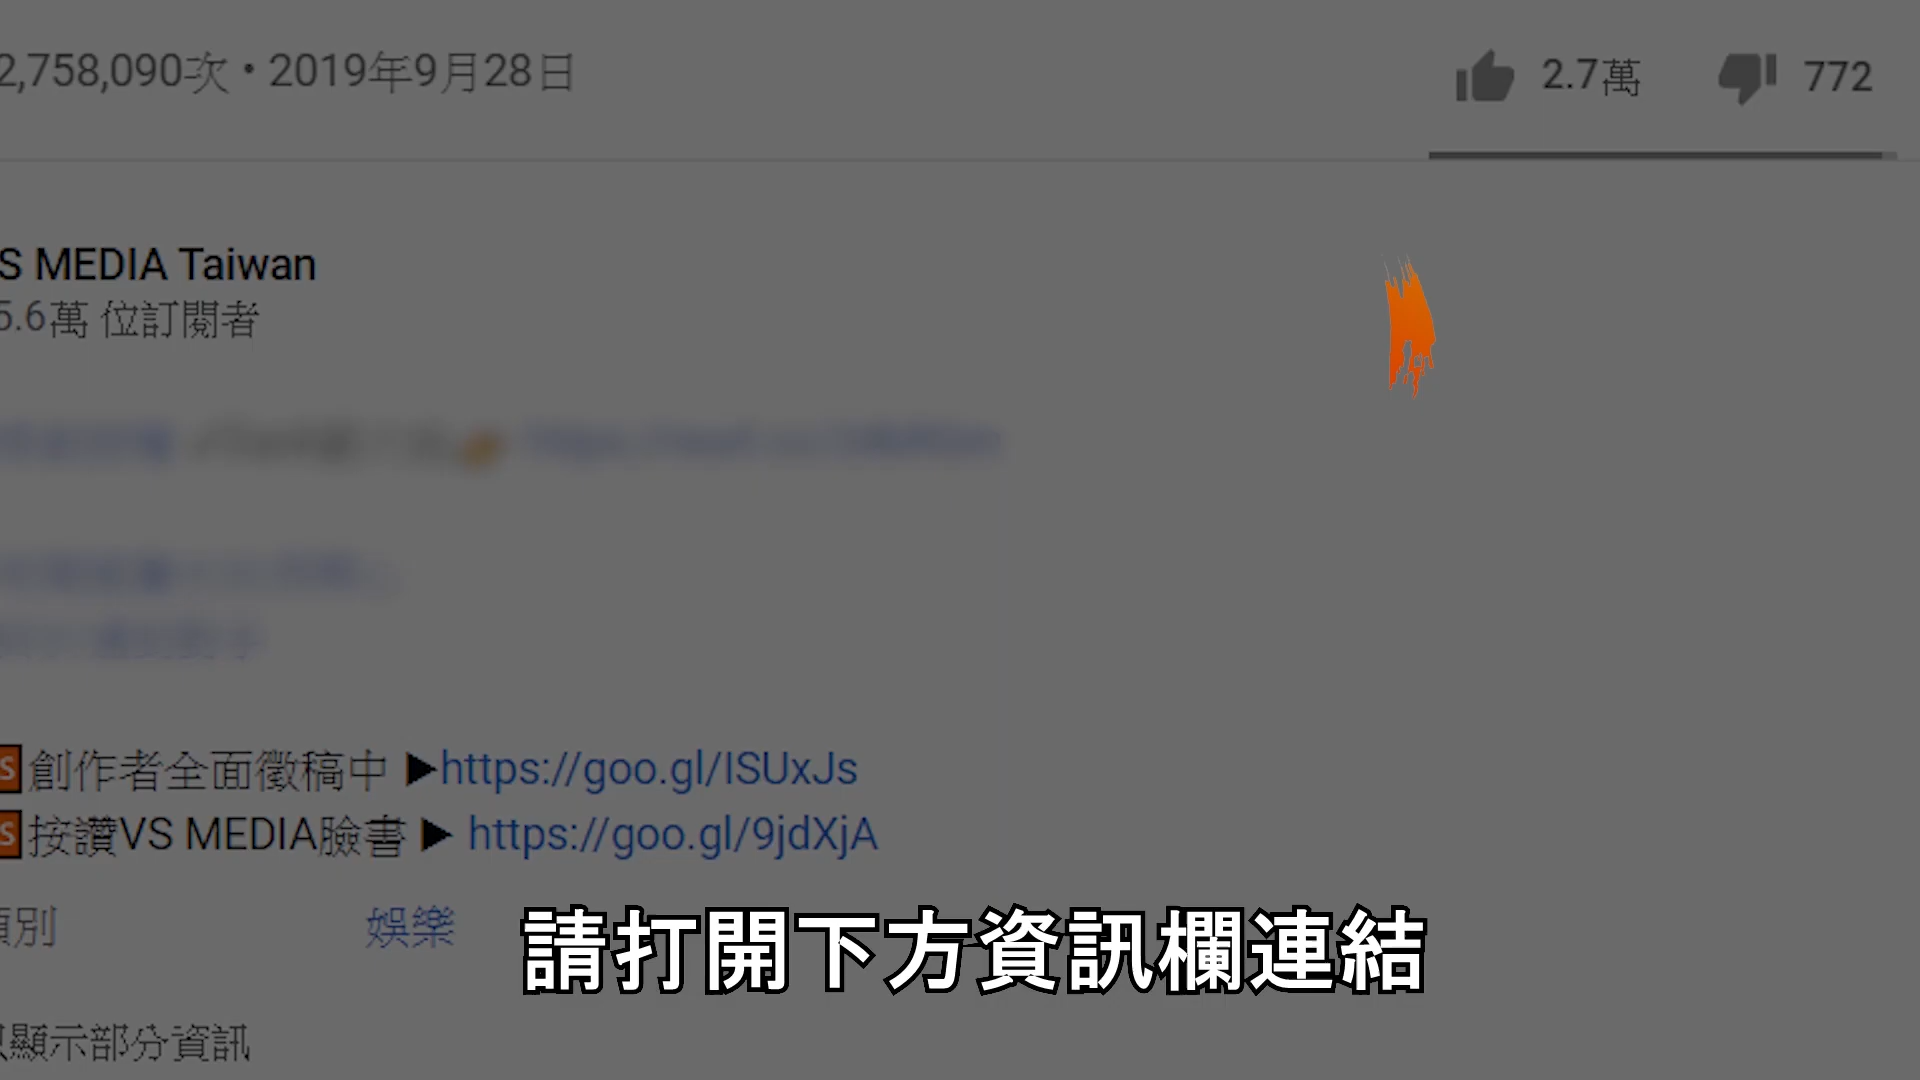 2,758,090次 • 2019年9月28日
2.7萬
772
S MEDIA Taiwan
5.6萬 位訂閱者
創作者全面徵稿中 ▶https://goo.gl/ISUxJs
按讚VS MEDIA臉書 ▶ https://goo.gl/9jdXjA
類別 娛樂
請打開下方資訊欄連結
只顯示部分資訊